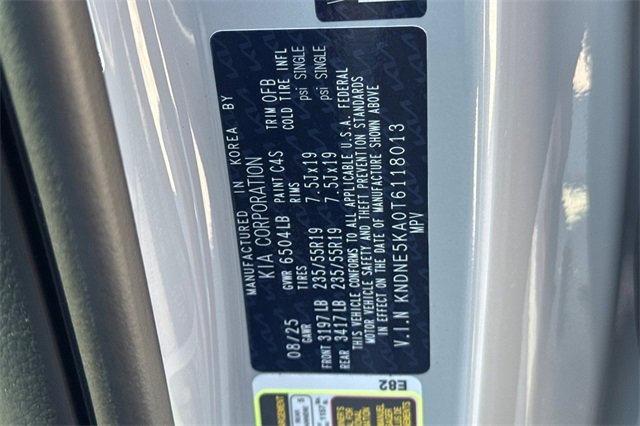 MANUFACTURED IN KOREA BY
KIA CORPORATION
08/25 GVWR 6504LB PAINT C4S TRIM OFB
GAWR TIRES RIMS COLD TIRE INFL
FRONT 3197LB 235/55R19 7.5Jx19 psi SINGLE
REAR 3417LB 235/55R19 7.5Jx19 psi SINGLE
THIS VEHICLE CONFORMS TO ALL APPLICABLE U.S.A. FEDERAL
MOTOR VEHICLE SAFETY AND THEFT PREVENTION STANDARDS
IN EFFECT ON THE DATE OF MANUFACTURE SHOWN ABOVE
V.I.N KNDNE5KA0T6118013
MPV
E82